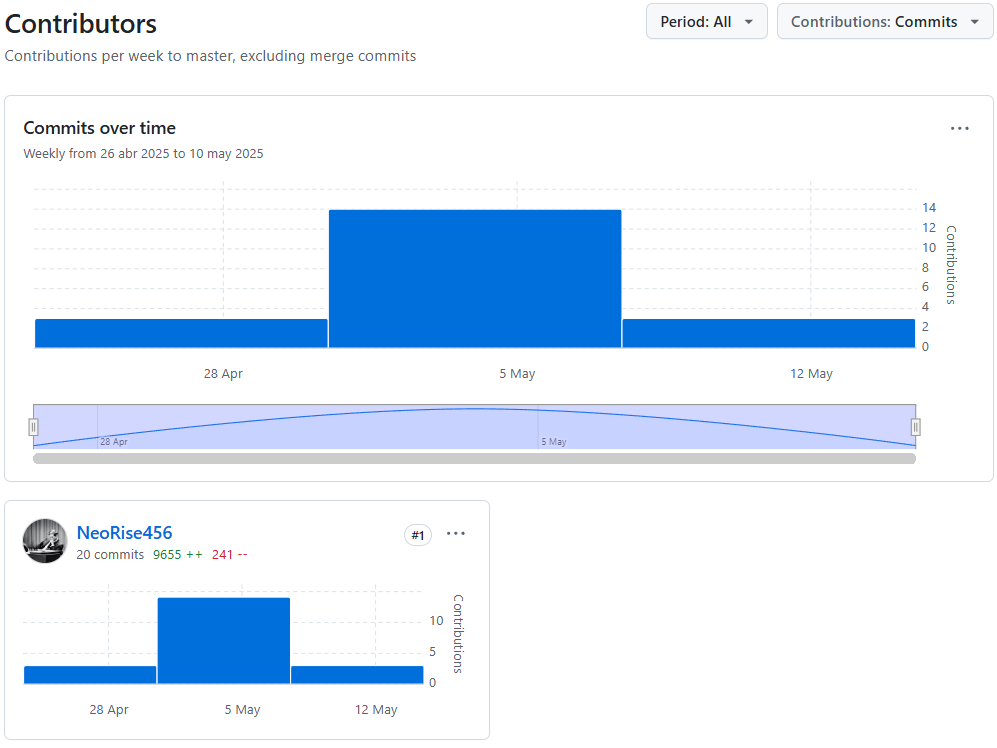 Contributors
Period: All
Contributions: Commits
Contributions per week to master, excluding merge commits
Commits over time
Weekly from 26 abr 2025 to 10 may 2025
14
12
10
8
6
4
2
0
Contributions
28 Apr
5 May
12 May
28 Apr
5 May
NeoRise456
#1
20 commits 9655 ++ 241 --
10
5
0
Contributions
28 Apr
5 May
12 May